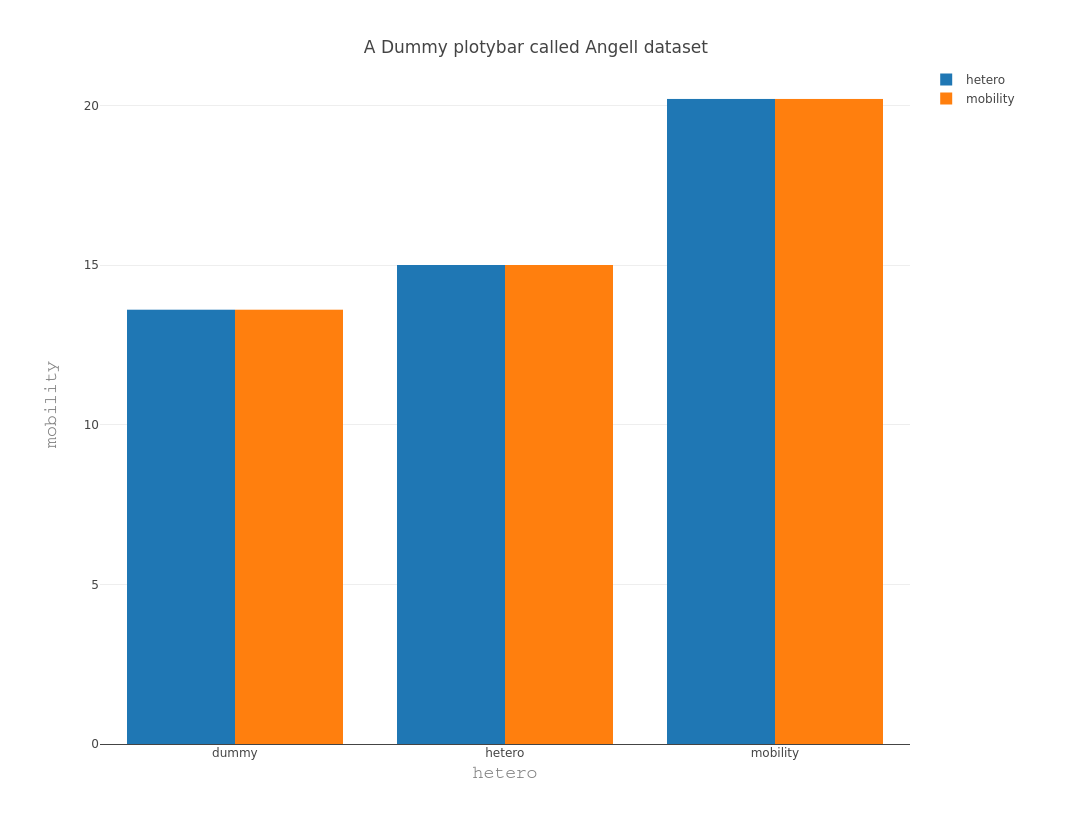 A Dummy plotybar called Angell dataset
hetero
mobility
20
15
10
5
0
mobility
dummy hetero mobility
hetero